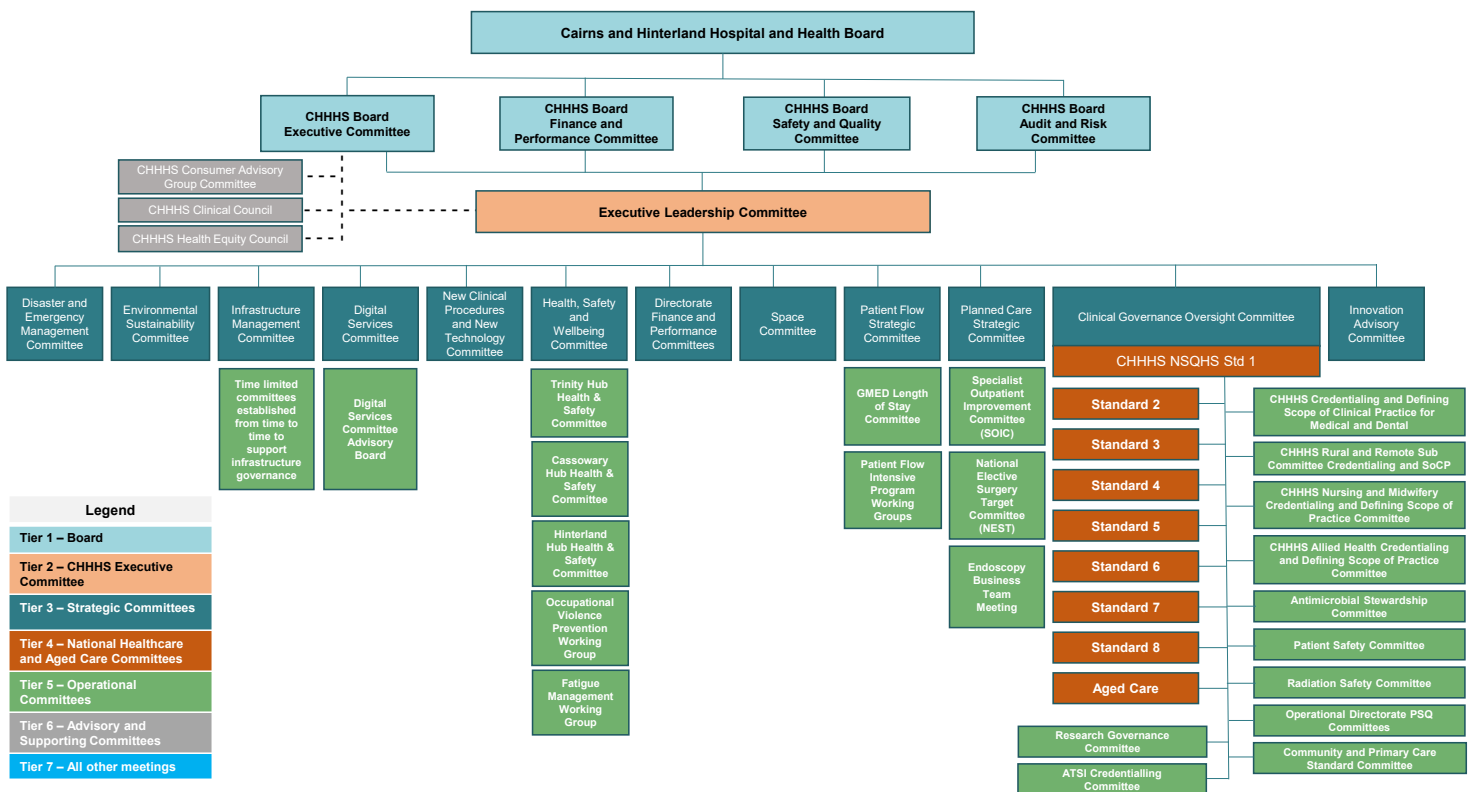 Cairns and Hinterland Hospital and Health Board
CHHHS Board
Executive Committee
CHHHS Board
Finance and
Performance Committee
CHHHS Board
Safety and Quality
Committee
CHHHS Board
Audit and Risk
Committee
CHHHS Consumer Advisory
Group Committee
CHHHS Clinical Council
CHHHS Health Equity Council
Executive Leadership Committee
Disaster and
Emergency
Management
Committee
Environmental
Sustainability
Committee
Infrastructure
Management
Committee
Digital
Services
Committee
New Clinical
Procedures
and New
Technology
Committee
Health, Safety
and
Wellbeing
Committee
Directorate
Finance and
Performance
Committees
Space
Committee
Patient Flow
Strategic
Committee
Planned Care
Strategic
Committee
Clinical Governance Oversight Committee
Innovation
Advisory
Committee
CHHHS NSQHS Std 1
Time limited
committees
established
from time to
time to
support
infrastructure
governance
Digital
Services
Committee
Advisory
Board
Trinity Hub
Health &
Safety
Committee
Cassowary
Hub Health &
Safety
Committee
Hinterland
Hub Health &
Safety
Committee
Occupational
Violence
Prevention
Working
Group
Fatigue
Management
Working
Group
GMED Length
of Stay
Committee
Patient Flow
Intensive
Program
Working
Groups
Specialist
Outpatient
Improvement
Committee
(SOIC)
National
Elective
Surgery
Target
Committee
(NEST)
Endoscopy
Business
Team
Meeting
Standard 2
Standard 3
Standard 4
Standard 5
Standard 6
Standard 7
Standard 8
Aged Care
Research Governance
Committee
ATSI Credentialling
Committee
CHHHS Credentialing and Defining
Scope of Clinical Practice for
Medical and Dental
CHHHS Rural and Remote Sub
Committee Credentialing and SoCP
CHHHS Nursing and Midwifery
Credentialing and Defining Scope of
Practice Committee
CHHHS Allied Health Credentialing
and Defining Scope of Practice
Committee
Antimicrobial Stewardship
Committee
Patient Safety Committee
Radiation Safety Committee
Operational Directorate PSQ
Committees
Community and Primary Care
Standard Committee
Legend
Tier 1 – Board
Tier 2 – CHHHS Executive
Committee
Tier 3 – Strategic Committees
Tier 4 – National Healthcare
and Aged Care Committees
Tier 5 – Operational
Committees
Tier 6 – Advisory and
Supporting Committees
Tier 7 – All other meetings